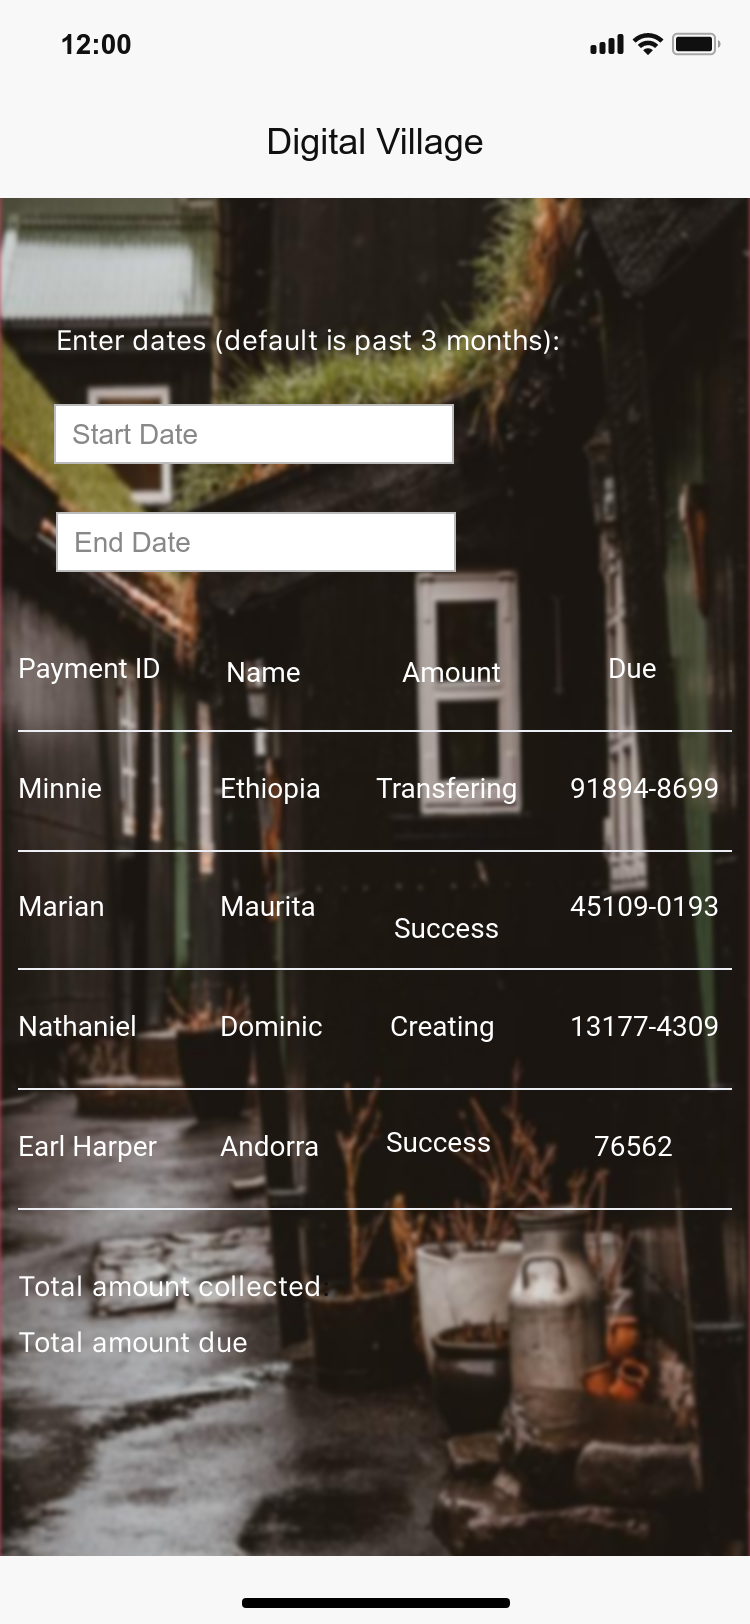 12:00
Digital Village
Enter dates (default is past 3 months):
Start Date
End Date
Payment ID Name Amount Due
Minnie Ethiopia Transfering 91894-8699
Marian Maurita Success 45109-0193
Nathaniel Dominic Creating 13177-4309
Earl Harper Andorra Success 76562
Total amount collected:
Total amount due